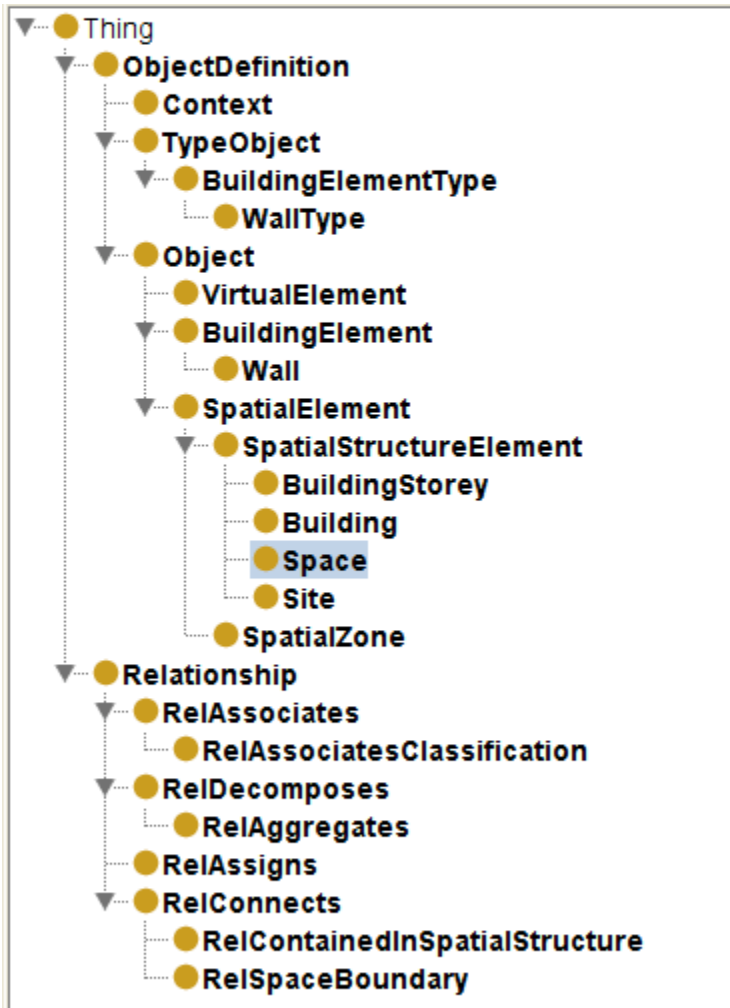 Thing
ObjectDefinition
Context
TypeObject
BuildingElementType
WallType
Object
VirtualElement
BuildingElement
Wall
SpatialElement
SpatialStructureElement
BuildingStorey
Building
Space
Site
SpatialZone
Relationship
RelAssociates
RelAssociatesClassification
RelDecomposes
RelAggregates
RelAssigns
RelConnects
RelContainedInSpatialStructure
RelSpaceBoundary